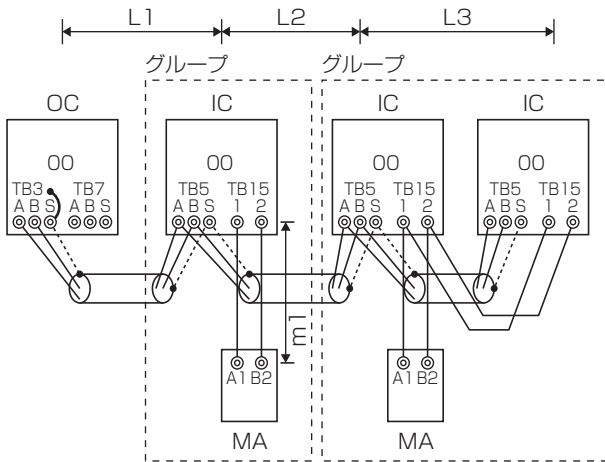 L1 L2 L3
グループ グループ
OC IC IC IC
00 00 00 00
TB3 TB7 TB5 TB15 TB5 TB15 TB5 TB15
A B S A B S A B S 1 2 A B S 1 2 A B S 1 2
m1
A1 B2 A1 B2
MA MA